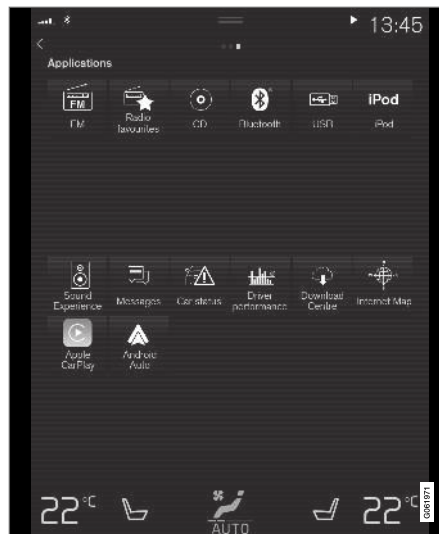 13:45
Applications
FM
iPod
FM
Radio
favourites
CD
Bluetooth
USB
iPod
Sound
Experience
Messages
Car status
Driver
performance
Download
Centre
Internet Map
Apple
CarPlay
Android
Auto
22°C
AUTO
22°C
G061971